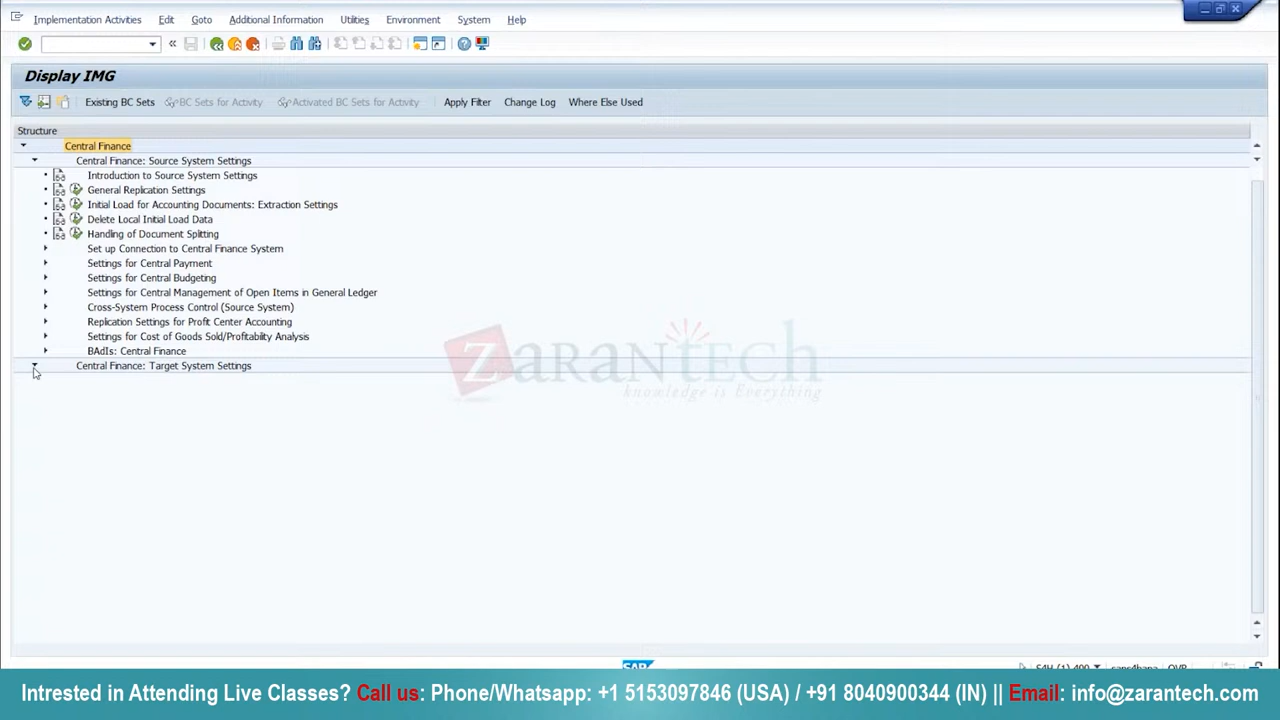 Implementation Activities Edit Goto Additional Information Utilities Environment System Help
Display IMG
Existing BC Sets BC Sets for Activity Activated BC Sets for Activity Apply Filter Change Log Where Else Used
Structure
Central Finance
Central Finance: Source System Settings
Introduction to Source System Settings
General Replication Settings
Initial Load for Accounting Documents: Extraction Settings
Delete Local Initial Load Data
Handling of Document Splitting
Set up Connection to Central Finance System
Settings for Central Payment
Settings for Central Budgeting
Settings for Central Management of Open Items in General Ledger
Cross-System Process Control (Source System)
Replication Settings for Profit Center Accounting
Settings for Cost of Goods Sold/Profitability Analysis
BAdIs: Central Finance
Central Finance: Target System Settings
ZARANTECH
knowledge is Everything
SAP
S4H (1) 400 OVR
Intrested in Attending Live Classes? Call us: Phone/Whatsapp: +1 5153097846 (USA) / +91 8040900344 (IN) || Email: info@zarantech.com